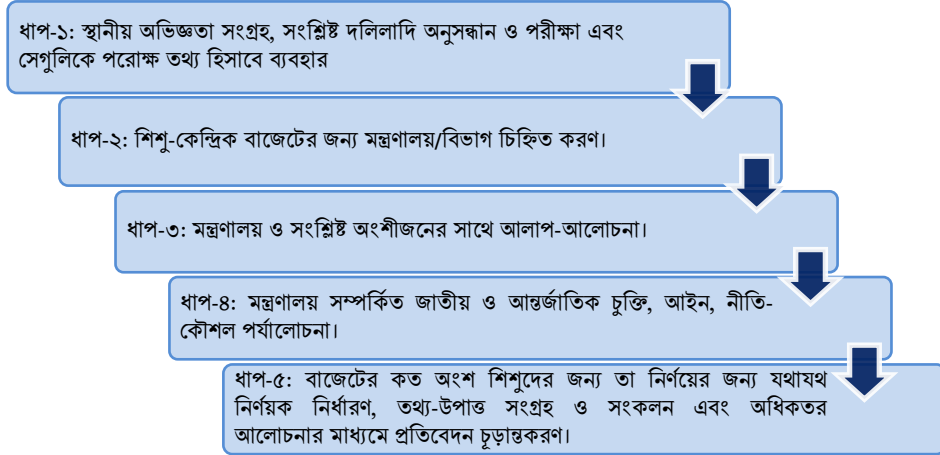 ধাপ-১: স্থানীয় অভিজ্ঞতা সংগ্রহ, সংশ্লিষ্ট দলিলাদি অনুসন্ধান ও পরীক্ষা এবং
সেগুলিকে পরোক্ষ তথ্য হিসাবে ব্যবহার
ধাপ-২: শিশু-কেন্দ্রিক বাজেটের জন্য মন্ত্রণালয়/বিভাগ চিহ্নিত করণ।
ধাপ-৩: মন্ত্রণালয় ও সংশ্লিষ্ট অংশীজনের সাথে আলাপ-আলোচনা।
ধাপ-৪: মন্ত্রণালয় সম্পর্কিত জাতীয় ও আন্তর্জাতিক চুক্তি, আইন, নীতি-
কৌশল পর্যালোচনা।
ধাপ-৫: বাজেটের কত অংশ শিশুদের জন্য তা নির্ণয়ের জন্য যথাযথ
নির্ণয়ক নির্ধারণ, তথ্য-উপাত্ত সংগ্রহ ও সংকলন এবং অধিকতর
আলোচনার মাধ্যমে প্রতিবেদন চূড়ান্তকরণ।